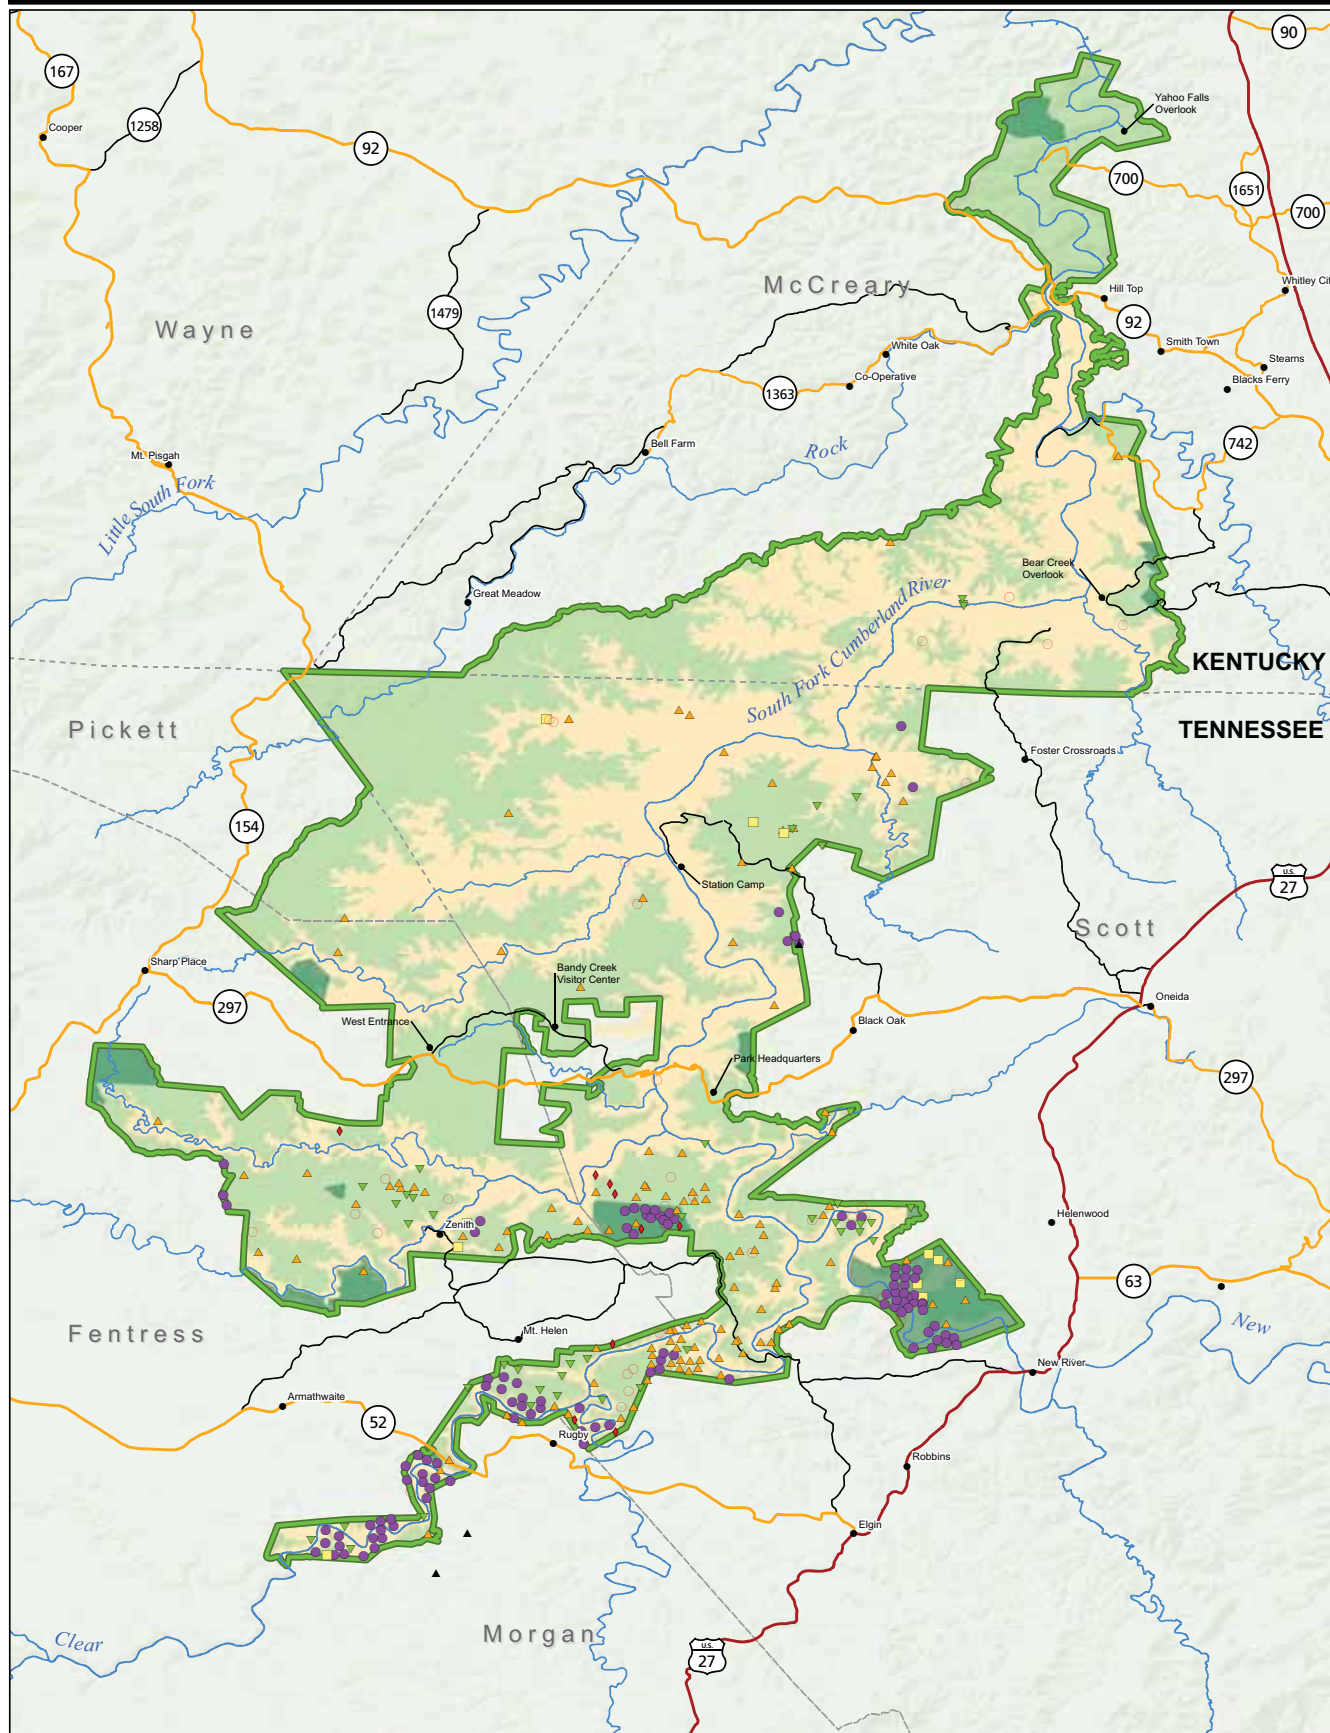 90
167
Cooper
1258
92
Yahoo Falls
Overlook
700
1651
700
McCreary
Whitley Cit
Hill Top
92
1479
Wayne
White Oak
Smith Town
Stearns
Co-Operative
Blacks Ferry
1363
Bell Farm
Rock
742
Mt. Pisgah
Little South Fork
Bear Creek
Overlook
Great Meadow
South Fork Cumberland River
KENTUCKY
TENNESSEE
Pickett
Foster Crossroads
154
Station Camp
U.S.
27
Scott
Sharp Place
Bandy Creek
Visitor Center
297
West Entrance
Oneida
Black Oak
Park Headquarters
297
Zenith
Helenwood
63
New
Fentress
Mt. Helen
New River
Armathwaite
52
Rugby
Robbins
Elgin
Clear
Morgan
U.S.
27